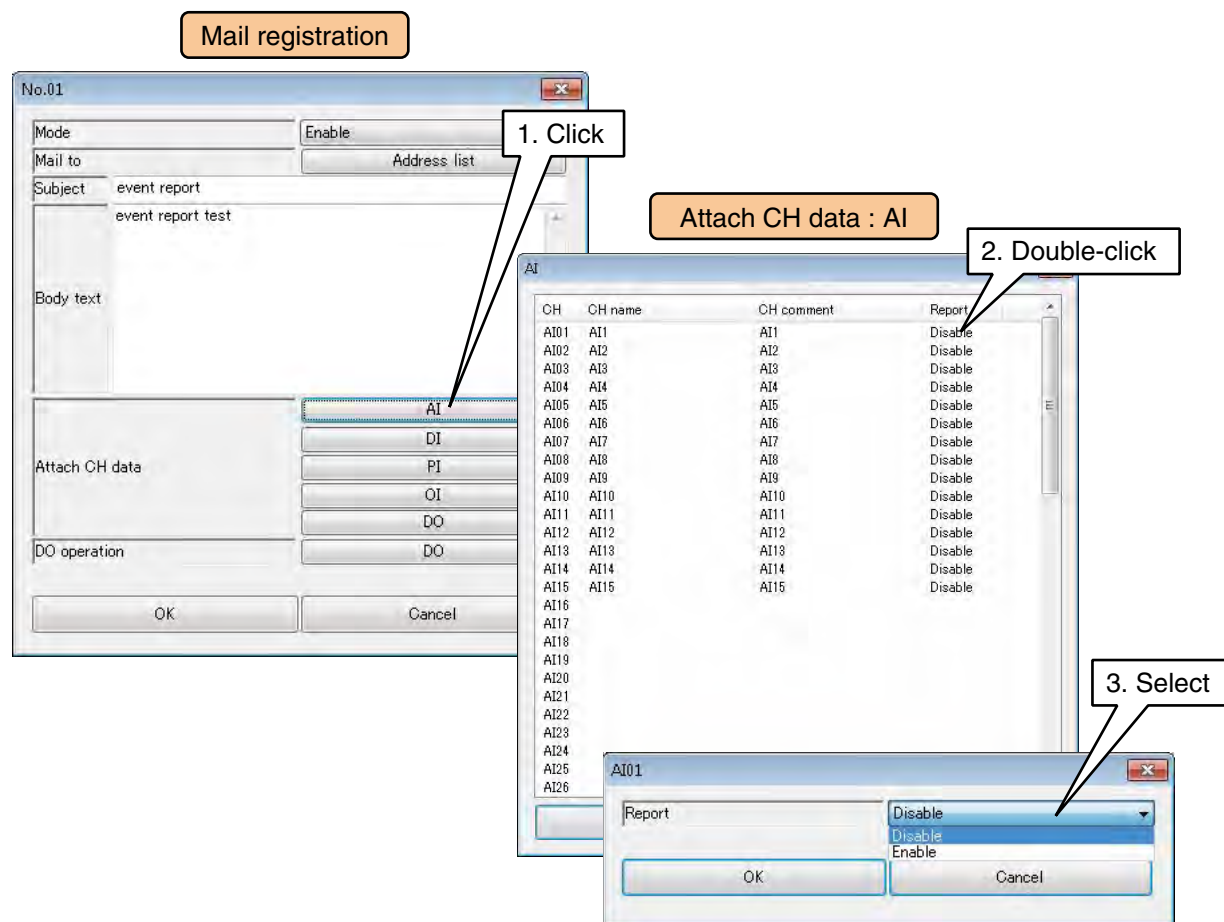 Mail registration
No.01
Mode Enable
1. Click
Mail to Address list
Subject event report
Body text event report test
Attach CH data AI
DI
PI
OI
DO
DO operation DO
OK Cancel
Attach CH data : AI
2. Double-click
AI
CH CH name CH comment Report
AI01 AI1 AI1 Disable
AI02 AI2 AI2 Disable
AI03 AI3 AI3 Disable
AI04 AI4 AI4 Disable
AI05 AI5 AI5 Disable
AI06 AI6 AI6 Disable
AI07 AI7 AI7 Disable
AI08 AI8 AI8 Disable
AI09 AI9 AI9 Disable
AI10 AI10 AI10 Disable
AI11 AI11 AI11 Disable
AI12 AI12 AI12 Disable
AI13 AI13 AI13 Disable
AI14 AI14 AI14 Disable
AI15 AI15 AI15 Disable
AI16
AI17
AI18
AI19
AI20
AI21
AI22
AI23
AI24
AI25
AI26
3. Select
AI01
Report Disable
Disable
Enable
OK Cancel